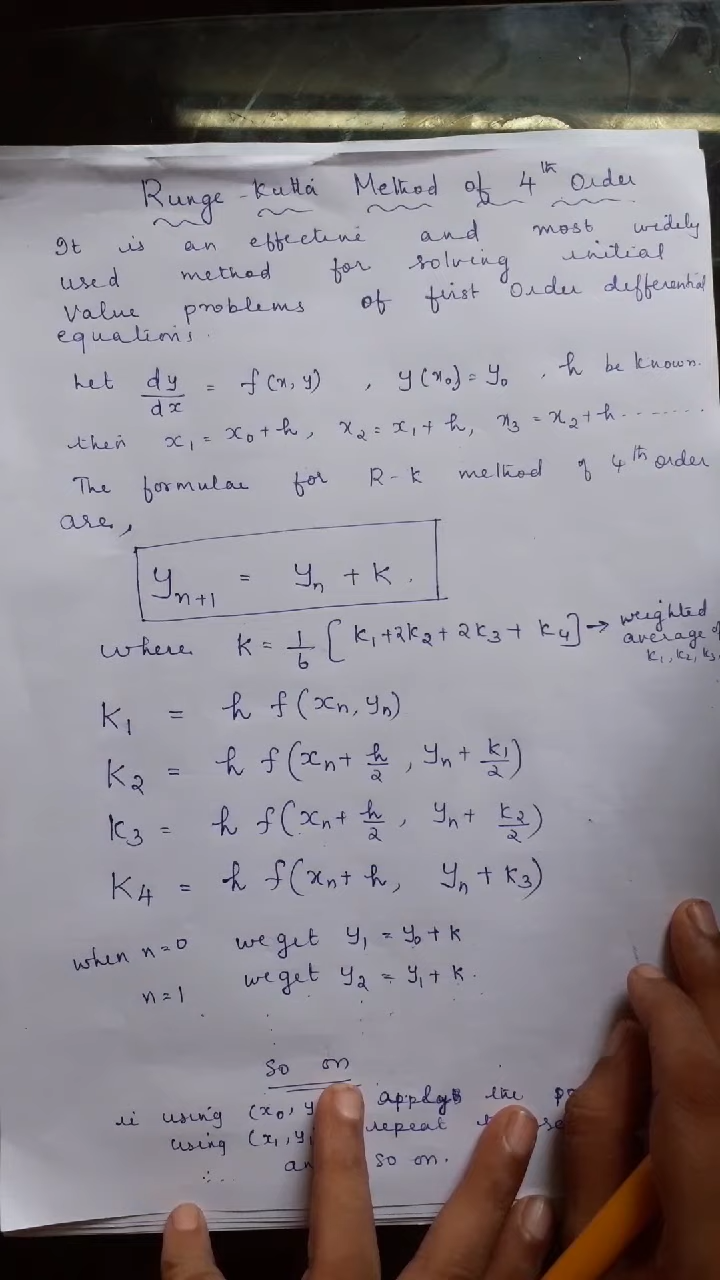 Runge-Kutta Method of 4th Order
It is an effective and most widely
used method for solving initial
value problems of first order differential
equations.
Let dy/dx = f(x, y) , y(x₀) = y₀ , h be known.
then x₁ = x₀ + h, x₂ = x₁ + h, x₃ = x₂ + h .......
The formulae for R-K method of 4th order
are,
yₙ₊₁ = yₙ + K.
where K = 1/6 [K₁ + 2K₂ + 2K₃ + K₄] → weighted
average of
K₁, K₂, K₃
K₁ = h f(xₙ, yₙ)
K₂ = h f(xₙ + h/2, yₙ + K₁/2)
K₃ = h f(xₙ + h/2, yₙ + K₂/2)
K₄ = h f(xₙ + h, yₙ + K₃)
when n=0 we get y₁ = y₀ + K
n=1 we get y₂ = y₁ + K.
so on
using (x₀, y apply the
using (x₁, y₁ repeat
so on.